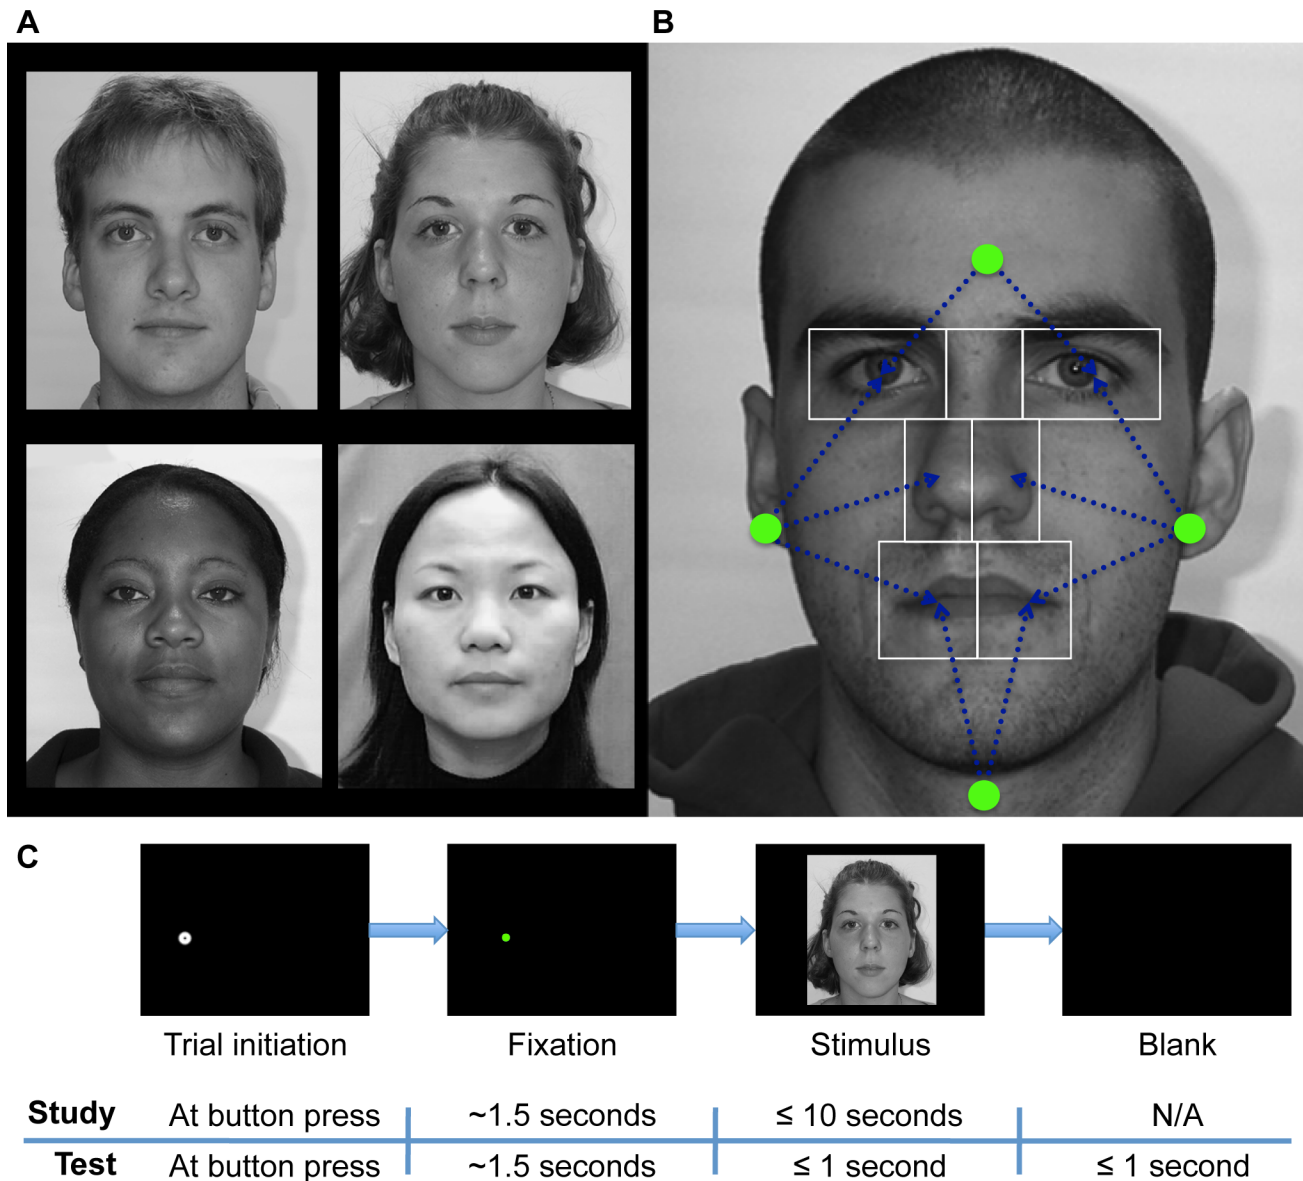 A
B
C
Trial initiation
Fixation
Stimulus
Blank
Study At button press ~1.5 seconds ≤ 10 seconds N/A
Test At button press ~1.5 seconds ≤ 1 second ≤ 1 second